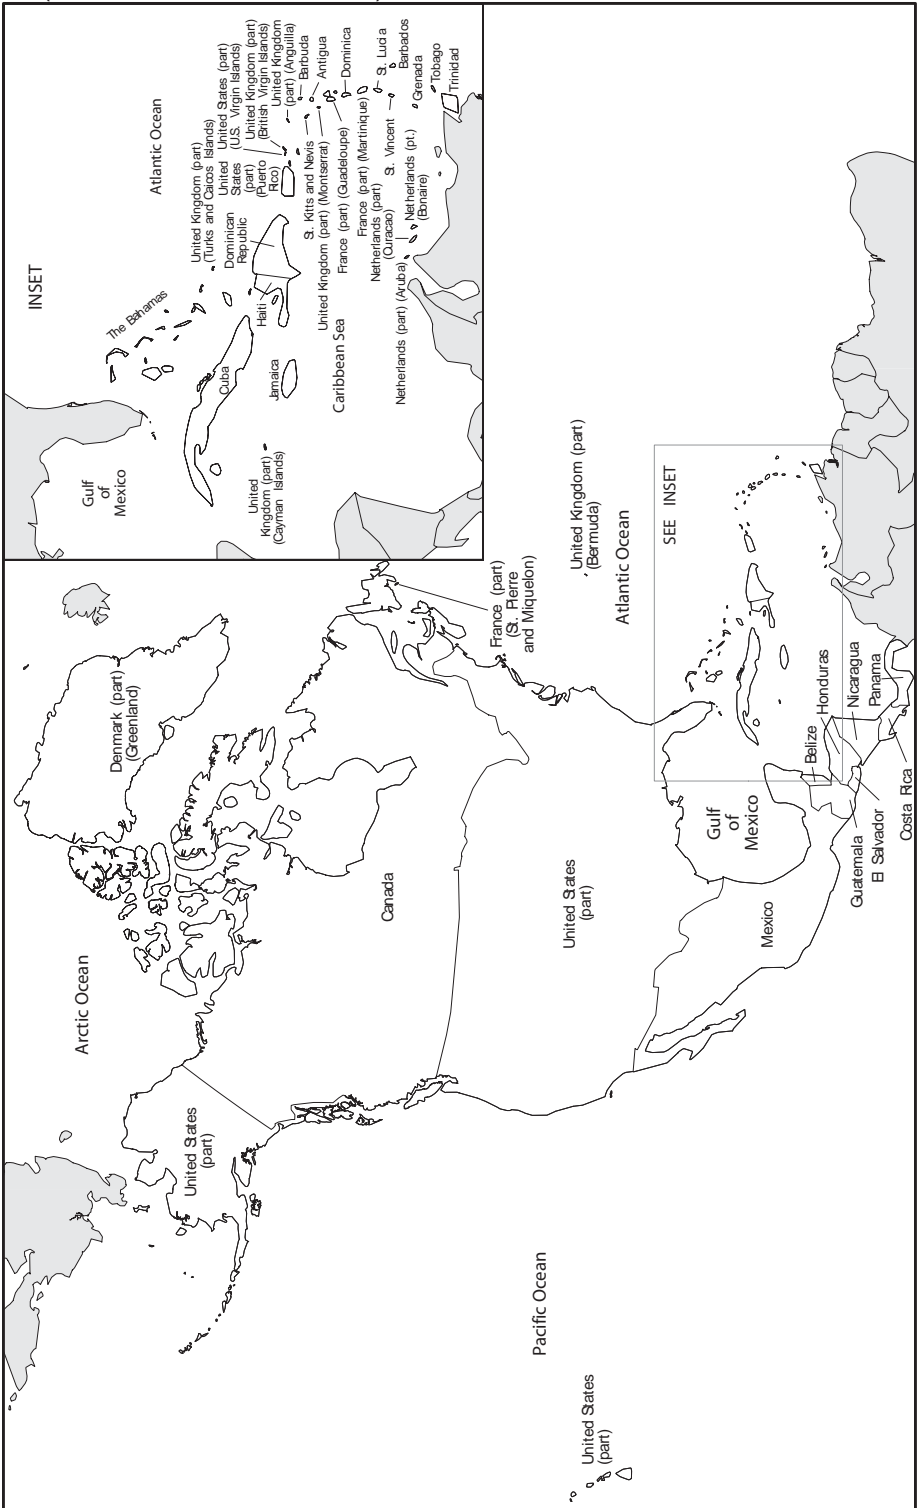 INSET
Atlantic Ocean
The Bahamas
United Kingdom (part)
(Turks and Caicos Islands)
United States (part)
(U.S. Virgin Islands)
United Kingdom (part)
(British Virgin Islands)
United Kingdom
(part) (Anguilla)
Barbuda
Antigua
United
States
(part)
(Puerto
Rico)
Dominican
Republic
Haiti
Cuba
Jamaica
Gulf
of
Mexico
United
Kingdom (part)
(Cayman Islands)
Caribbean Sea
St. Kitts and Nevis
United Kingdom (part) (Montserrat)
France (part) (Guadeloupe)
Dominica
France (part) (Martinique)
St. Lucia
Barbados
St. Vincent
Grenada
Tobago
Trinidad
Netherlands (part)
(Curacao)
Netherlands (pt.)
(Bonaire)
Netherlands (part) (Aruba)
Arctic Ocean
Denmark (part)
(Greenland)
United States
(part)
Canada
France (part)
(St. Pierre
and Miquelon)
United Kingdom (part)
(Bermuda)
Atlantic Ocean
SEE INSET
United States
(part)
Gulf
of
Mexico
Mexico
Belize
Honduras
Nicaragua
Panama
Guatemala
El Salvador
Costa Rica
Pacific Ocean
United States
(part)